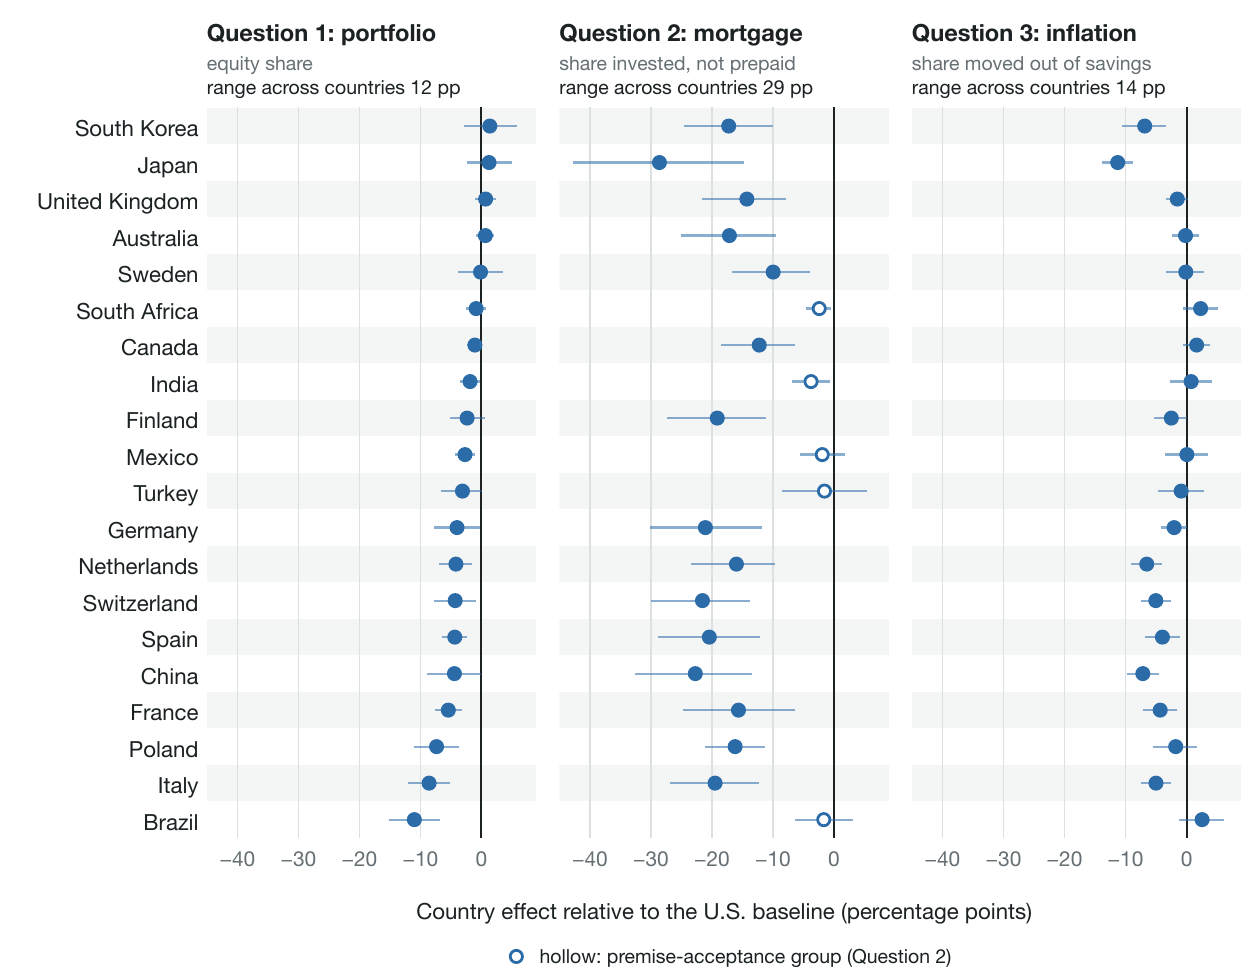 Question 1: portfolio
equity share
range across countries 12 pp
Question 2: mortgage
share invested, not prepaid
range across countries 29 pp
Question 3: inflation
share moved out of savings
range across countries 14 pp
South Korea
Japan
United Kingdom
Australia
Sweden
South Africa
Canada
India
Finland
Mexico
Turkey
Germany
Netherlands
Switzerland
Spain
China
France
Poland
Italy
Brazil
−40 −30 −20 −10 0
−40 −30 −20 −10 0
−40 −30 −20 −10 0
Country effect relative to the U.S. baseline (percentage points)
hollow: premise-acceptance group (Question 2)